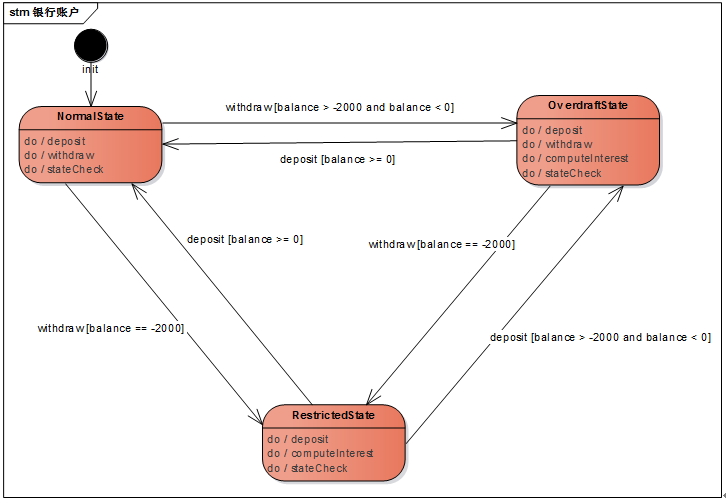 stm 银行账户
init
NormalState
do / deposit
do / withdraw
do / stateCheck
withdraw[balance > -2000 and balance < 0]
deposit [balance >= 0]
OverdraftState
do / deposit
do / withdraw
do / computeInterest
do / stateCheck
deposit [balance >= 0]
withdraw[balance == -2000]
withdraw[balance == -2000]
deposit [balance > -2000 and balance < 0]
RestrictedState
do / deposit
do / computeInterest
do / stateCheck